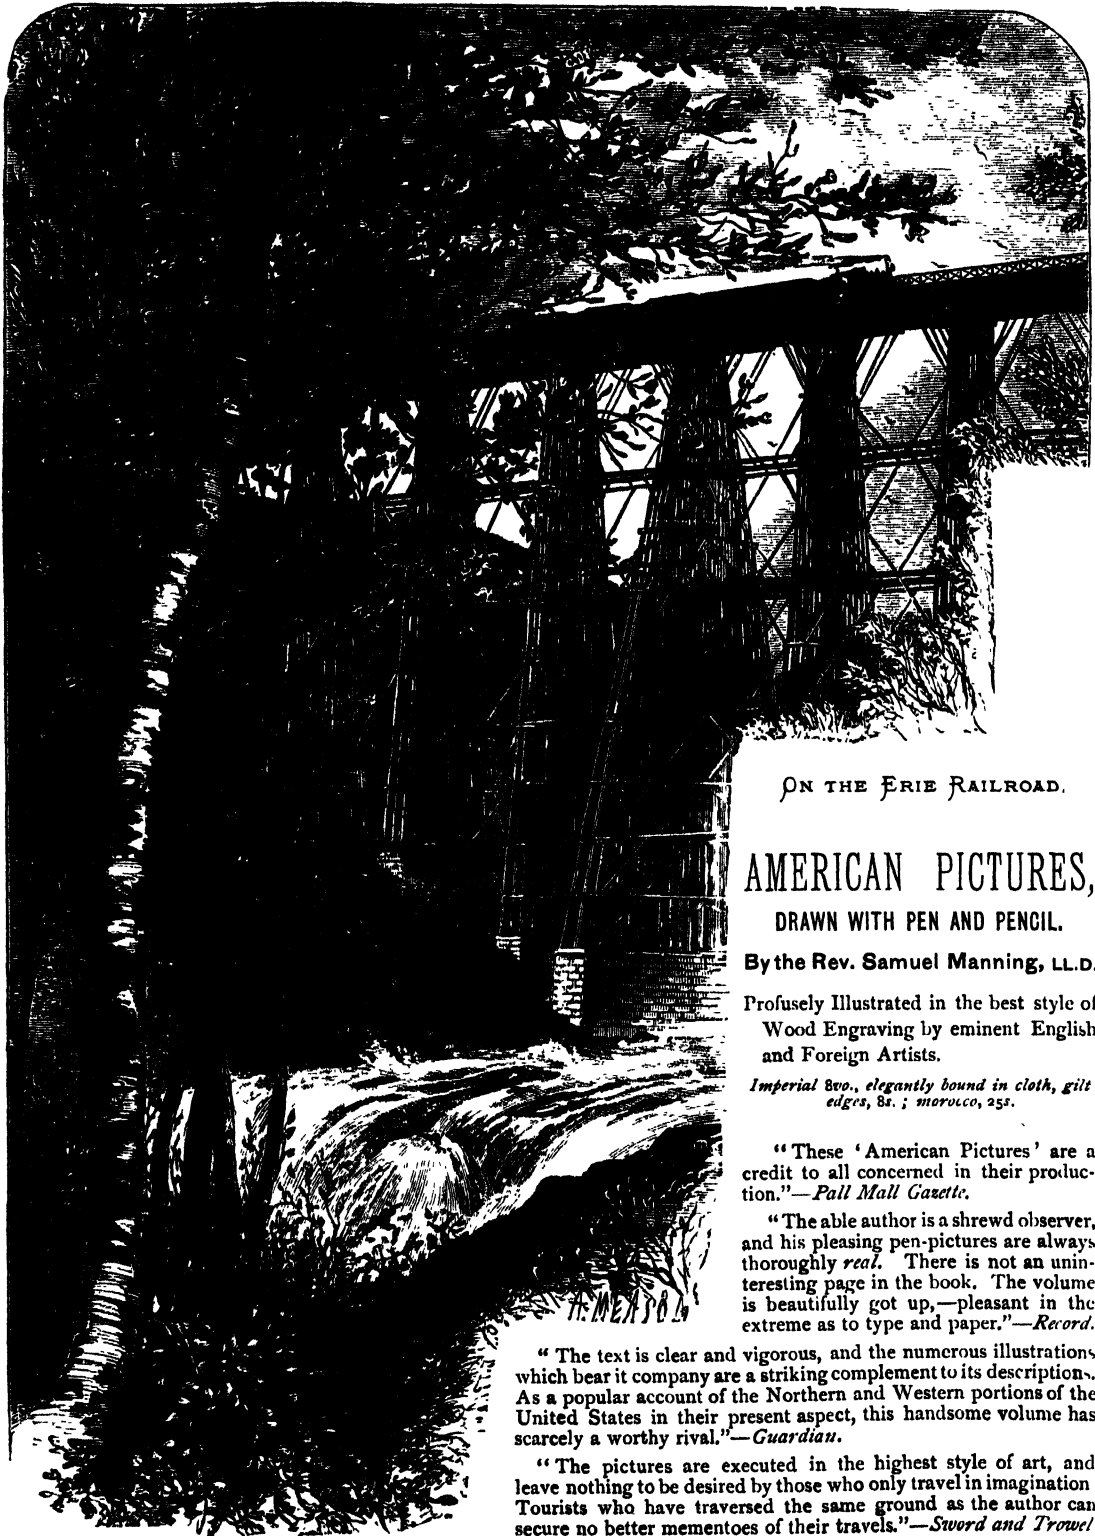 ON THE ERIE RAILROAD.
AMERICAN PICTURES,
DRAWN WITH PEN AND PENCIL.
By the Rev. Samuel Manning, LL.D.
Profusely Illustrated in the best style of
Wood Engraving by eminent English
and Foreign Artists.
Imperial 8vo., elegantly bound in cloth, gilt
edges, 8s. ; morocco, 25s.
“These ‘American Pictures’ are a
credit to all concerned in their produc-
tion.”—Pall Mall Gazette.
“The able author is a shrewd observer,
and his pleasing pen-pictures are always
thoroughly real. There is not an unin-
teresting page in the book. The volume
is beautifully got up,—pleasant in the
extreme as to type and paper.”—Record.
A. MEASOM
“The text is clear and vigorous, and the numerous illustrations
which bear it company are a striking complement to its descriptions.
As a popular account of the Northern and Western portions of the
United States in their present aspect, this handsome volume has
scarcely a worthy rival.”—Guardian.
“The pictures are executed in the highest style of art, and
leave nothing to be desired by those who only travel in imagination
Tourists who have traversed the same ground as the author can
secure no better mementoes of their travels.”—Sword and Trowel